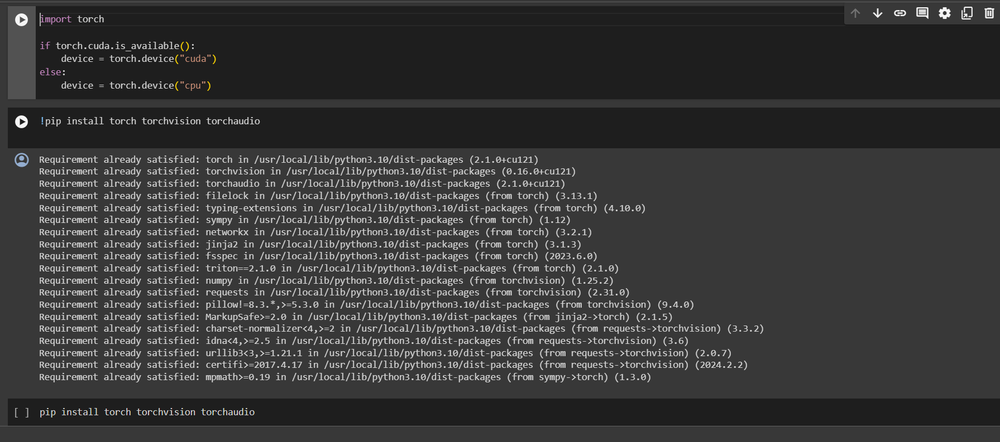 import torch
if torch.cuda.is_available():
    device = torch.device("cuda")
else:
    device = torch.device("cpu")
!pip install torch torchvision torchaudio
Requirement already satisfied: torch in /usr/local/lib/python3.10/dist-packages (2.1.0+cu121)
Requirement already satisfied: torchvision in /usr/local/lib/python3.10/dist-packages (0.16.0+cu121)
Requirement already satisfied: torchaudio in /usr/local/lib/python3.10/dist-packages (2.1.0+cu121)
Requirement already satisfied: filelock in /usr/local/lib/python3.10/dist-packages (from torch) (3.13.1)
Requirement already satisfied: typing-extensions in /usr/local/lib/python3.10/dist-packages (from torch) (4.10.0)
Requirement already satisfied: sympy in /usr/local/lib/python3.10/dist-packages (from torch) (1.12)
Requirement already satisfied: networkx in /usr/local/lib/python3.10/dist-packages (from torch) (3.2.1)
Requirement already satisfied: jinja2 in /usr/local/lib/python3.10/dist-packages (from torch) (3.1.3)
Requirement already satisfied: fsspec in /usr/local/lib/python3.10/dist-packages (from torch) (2023.6.0)
Requirement already satisfied: triton==2.1.0 in /usr/local/lib/python3.10/dist-packages (from torch) (2.1.0)
Requirement already satisfied: numpy in /usr/local/lib/python3.10/dist-packages (from torchvision) (1.25.2)
Requirement already satisfied: requests in /usr/local/lib/python3.10/dist-packages (from torchvision) (2.31.0)
Requirement already satisfied: pillow!=8.3.*,>=5.3.0 in /usr/local/lib/python3.10/dist-packages (from torchvision) (9.4.0)
Requirement already satisfied: MarkupSafe>=2.0 in /usr/local/lib/python3.10/dist-packages (from jinja2->torch) (2.1.5)
Requirement already satisfied: charset-normalizer<4,>=2 in /usr/local/lib/python3.10/dist-packages (from requests->torchvision) (3.3.2)
Requirement already satisfied: idna<4,>=2.5 in /usr/local/lib/python3.10/dist-packages (from requests->torchvision) (3.6)
Requirement already satisfied: urllib3<3,>=1.21.1 in /usr/local/lib/python3.10/dist-packages (from requests->torchvision) (2.0.7)
Requirement already satisfied: certifi>=2017.4.17 in /usr/local/lib/python3.10/dist-packages (from requests->torchvision) (2024.2.2)
Requirement already satisfied: mpmath>=0.19 in /usr/local/lib/python3.10/dist-packages (from sympy->torch) (1.3.0)
[ ] pip install torch torchvision torchaudio